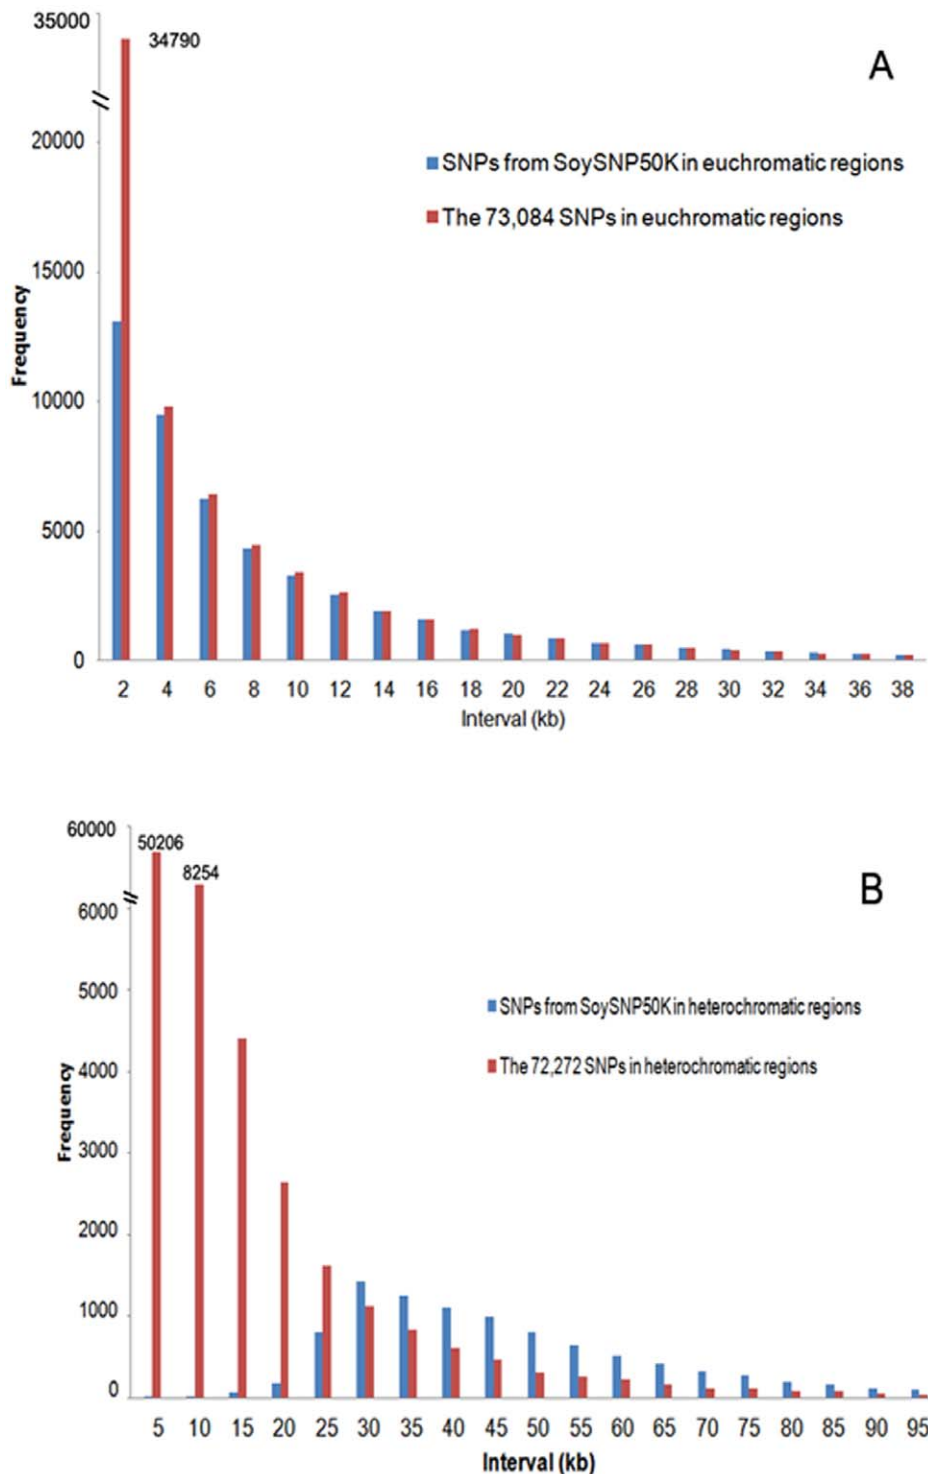 35000
34790
A
20000
SNPs from SoySNP50K in euchromatic regions
The 73,084 SNPs in euchromatic regions
15000
Frequency
10000
5000
0
2 4 6 8 10 12 14 16 18 20 22 24 26 28 30 32 34 36 38
Interval (kb)
60000
50206
8254
B
6000
5000
SNPs from SoySNP50K in heterochromatic regions
The 72,272 SNPs in heterochromatic regions
4000
Frequency
3000
2000
1000
0
5 10 15 20 25 30 35 40 45 50 55 60 65 70 75 80 85 90 95
Interval (kb)